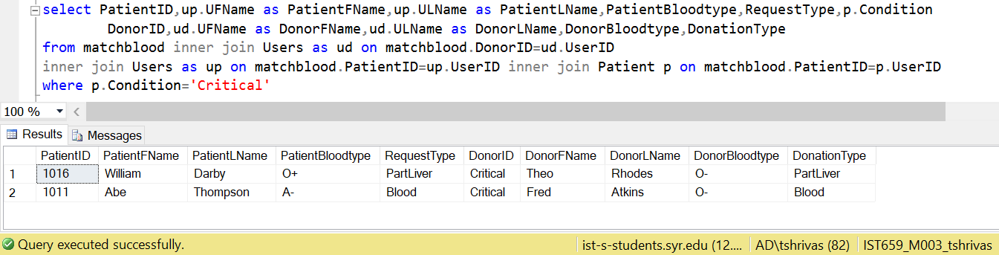 select PatientID,up.UFName as PatientFName,up.ULName as PatientLName,PatientBloodtype,RequestType,p.Condition
DonorID,ud.UFName as DonorFName,ud.ULName as DonorLName,DonorBloodtype,DonationType
from matchblood inner join Users as ud on matchblood.DonorID=ud.UserID
inner join Users as up on matchblood.PatientID=up.UserID inner join Patient p on matchblood.PatientID=p.UserID
where p.Condition='Critical'
100 %
Results Messages
PatientID PatientFName PatientLName PatientBloodtype RequestType DonorID DonorFName DonorLName DonorBloodtype DonationType
1 1016 William Darby O+ PartLiver Critical Theo Rhodes O- PartLiver
2 1011 Abe Thompson A- Blood Critical Fred Atkins O- Blood
Query executed successfully. ist-s-students.syr.edu (12.... AD\tshrivas (82) IST659_M003_tshrivas